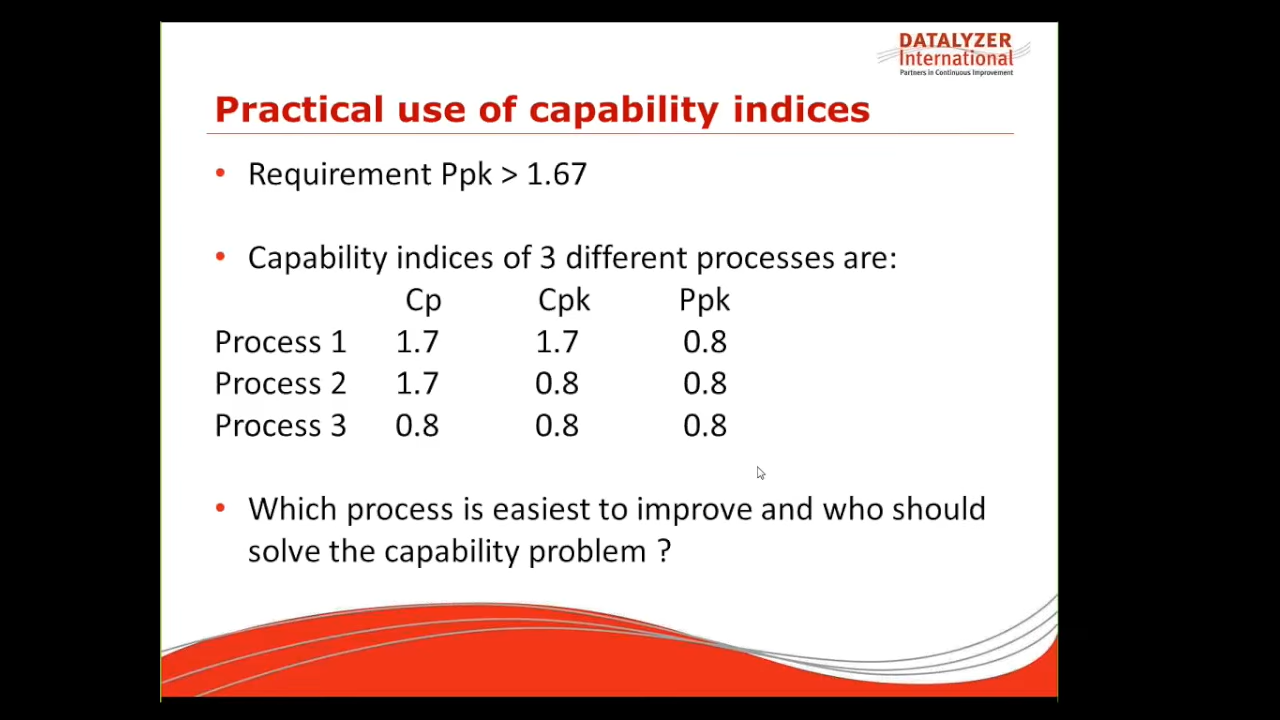 DATALYZER
International
Partners in Continuous Improvement
Practical use of capability indices
• Requirement Ppk > 1.67
• Capability indices of 3 different processes are:
Cp Cpk Ppk
Process 1 1.7 1.7 0.8
Process 2 1.7 0.8 0.8
Process 3 0.8 0.8 0.8
• Which process is easiest to improve and who should
solve the capability problem ?